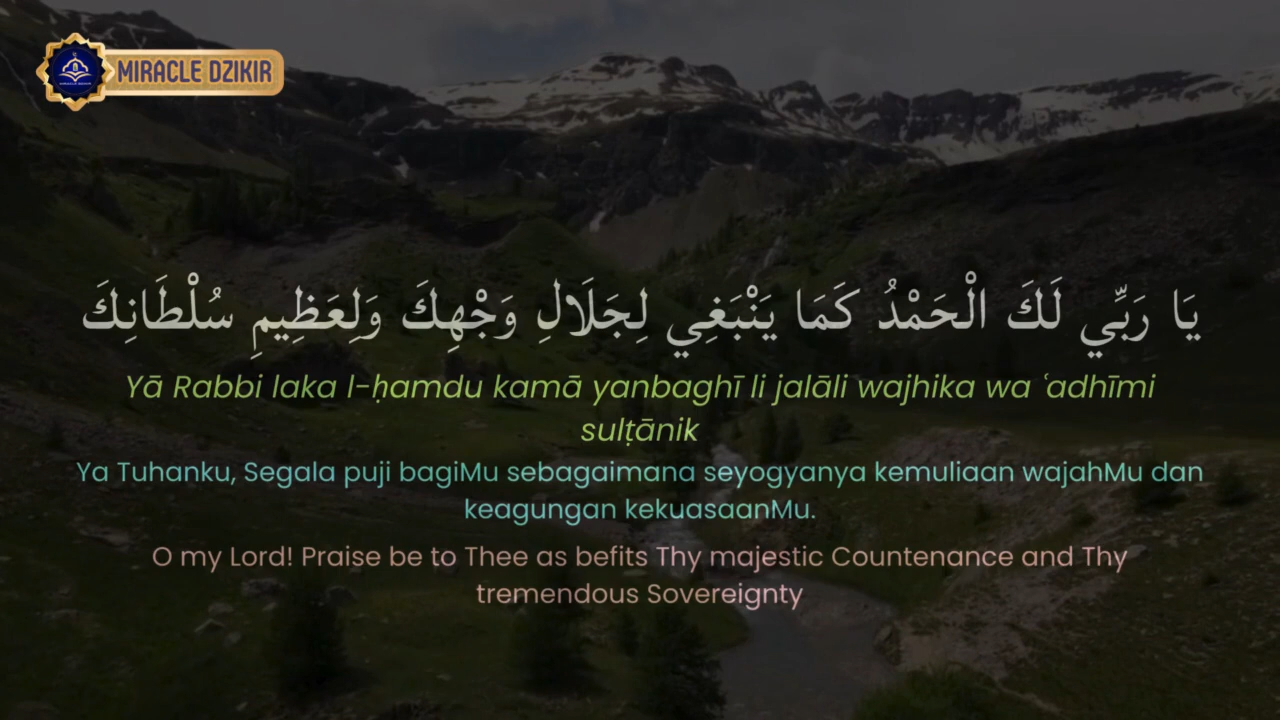 MIRACLE DZIKIR
يَا رَبِّي لَكَ الْحَمْدُ كَمَا يَنْبَغِي لِجَلَالِ وَجْهِكَ وَلِعَظِيمِ سُلْطَانِكَ
Yā Rabbi laka l-ḥamdu kamā yanbaghī li jalāli wajhika wa ʿadhīmi
sulṭānik
Ya Tuhanku, Segala puji bagiMu sebagaimana seyogyanya kemuliaan wajahMu dan
keagungan kekuasaanMu.
O my Lord! Praise be to Thee as befits Thy majestic Countenance and Thy
tremendous Sovereignty